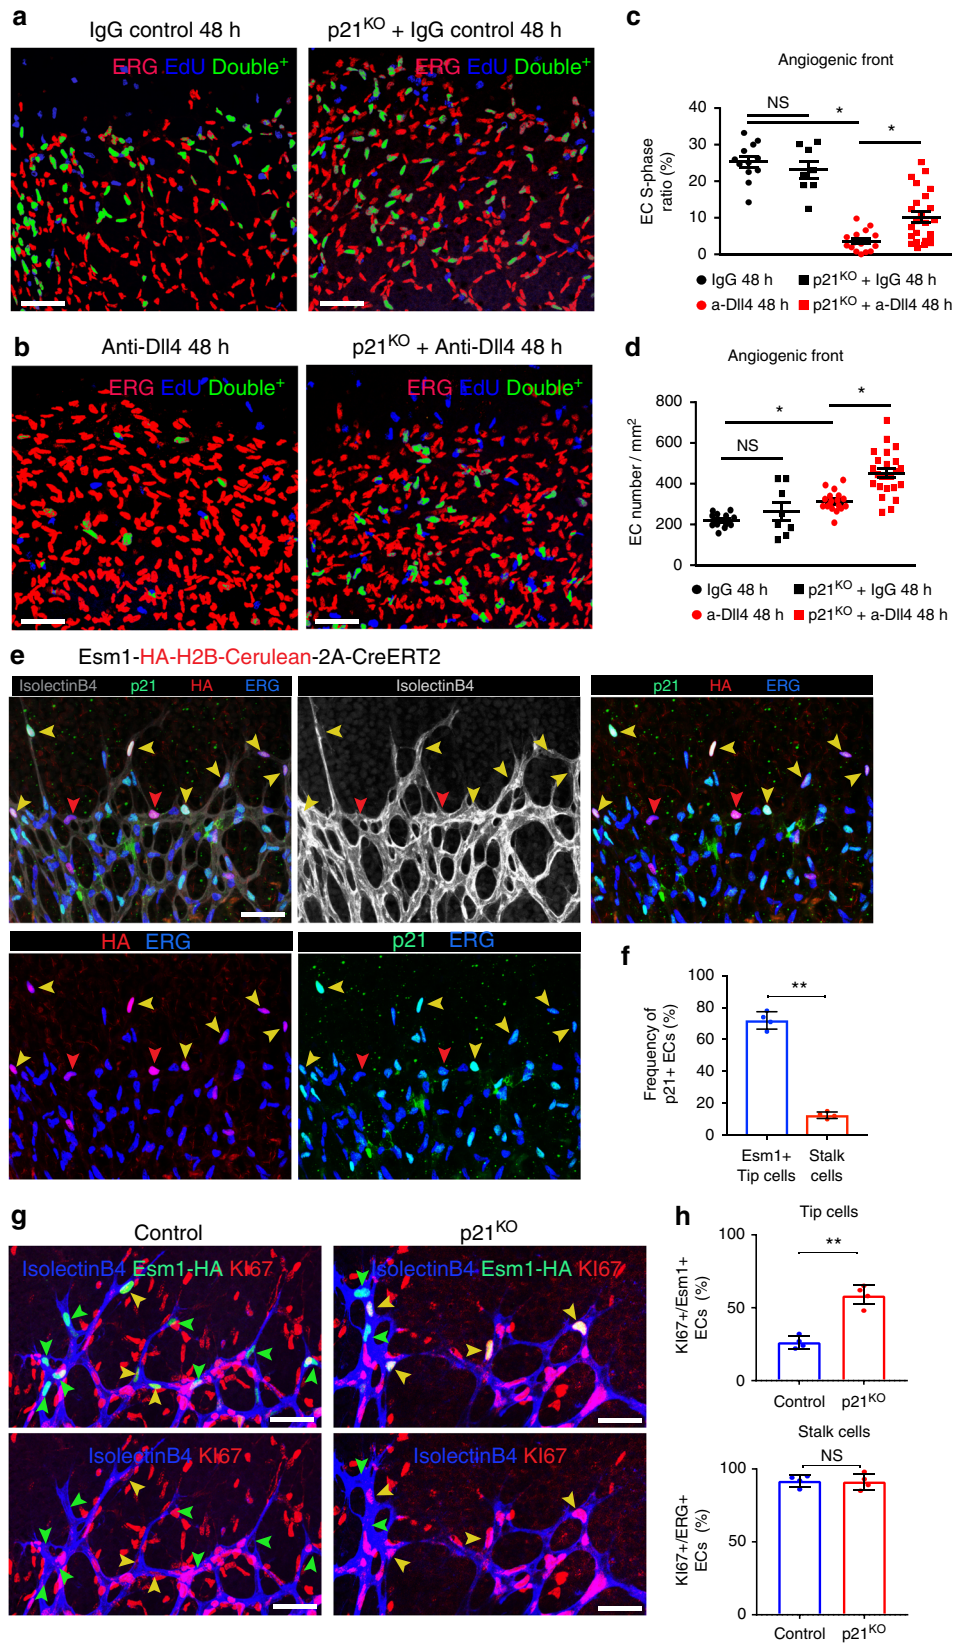 a
IgG control 48 h
ERG EdU Double+
p21KO + IgG control 48 h
ERG EdU Double+
c
Angiogenic front
EC S-phase
ratio (%)
40
30
20
10
0
NS
*
*
IgG 48 h
p21KO + IgG 48 h
a-Dll4 48 h
p21KO + a-Dll4 48 h
b
Anti-Dll4 48 h
ERG EdU Double+
p21KO + Anti-Dll4 48 h
ERG EdU Double+
d
Angiogenic front
EC number / mm2
800
600
400
200
0
NS
*
*
IgG 48 h
p21KO + IgG 48 h
a-Dll4 48 h
p21KO + a-Dll4 48 h
e
Esm1-HA-H2B-Cerulean-2A-CreERT2
IsolectinB4 p21 HA ERG
IsolectinB4
p21 HA ERG
HA ERG
p21 ERG
f
Frequency of
p21+ ECs (%)
100
80
60
40
20
0
**
Esm1+
Tip cells
Stalk
cells
g
Control
IsolectinB4 Esm1-HA KI67
p21KO
IsolectinB4 Esm1-HA KI67
IsolectinB4 KI67
IsolectinB4 KI67
h
Tip cells
KI67+/Esm1+
ECs (%)
100
50
0
**
Control
p21KO
Stalk cells
KI67+/ERG+
ECs (%)
100
50
0
NS
Control
p21KO